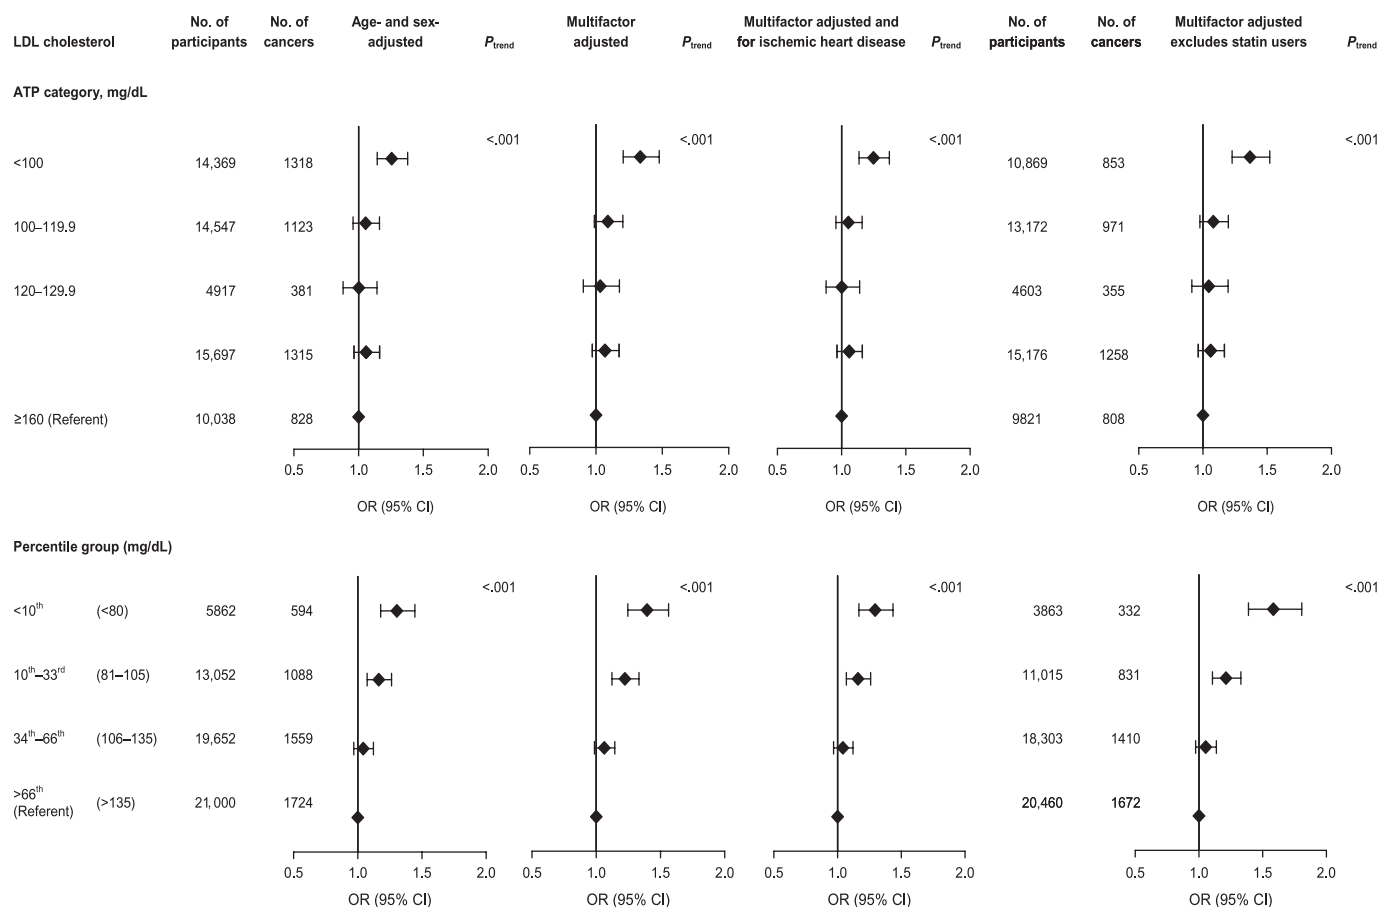 LDL cholesterol No. of participants No. of cancers Age- and sex-adjusted Ptrend Multifactor adjusted Ptrend Multifactor adjusted and for ischemic heart disease Ptrend No. of participants No. of cancers Multifactor adjusted excludes statin users Ptrend
ATP category, mg/dL
<.001 <.001 <.001 <.001
<100 14,369 1318 10,869 853
100–119.9 14,547 1123 13,172 971
120–129.9 4917 381 4603 355
15,697 1315 15,176 1258
≥160 (Referent) 10,038 828 9821 808
0.5 1.0 1.5 2.0 0.5 1.0 1.5 2.0 0.5 1.0 1.5 2.0 0.5 1.0 1.5 2.0
OR (95% CI) OR (95% CI) OR (95% CI) OR (95% CI)
Percentile group (mg/dL)
<.001 <.001 <.001 <.001
<10th (<80) 5862 594 3863 332
10th–33rd (81–105) 13,052 1088 11,015 831
34th–66th (106–135) 19,652 1559 18,303 1410
>66th (Referent) (>135) 21,000 1724 20,460 1672
0.5 1.0 1.5 2.0 0.5 1.0 1.5 2.0 0.5 1.0 1.5 2.0 0.5 1.0 1.5 2.0
OR (95% CI) OR (95% CI) OR (95% CI) OR (95% CI)